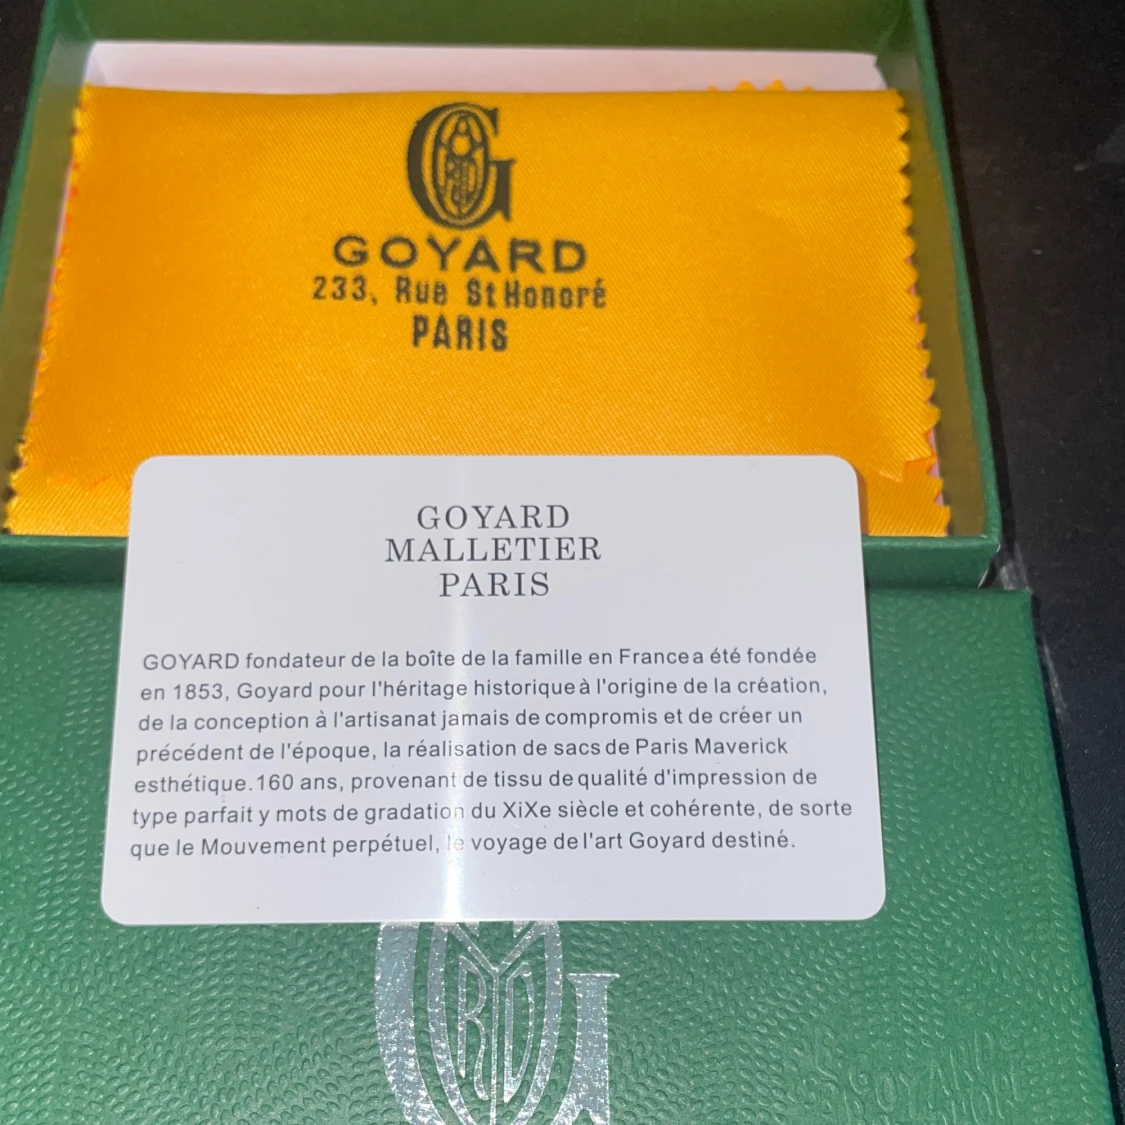 GOYARD
233, Rue St Honoré
PARIS
GOYARD
MALLETIER
PARIS
GOYARD fondateur de la boîte de la famille en France a été fondée
en 1853, Goyard pour l'héritage historique à l'origine de la création,
de la conception à l'artisanat jamais de compromis et de créer un
précédent de l'époque, la réalisation de sacs de Paris Maverick
esthétique.160 ans, provenant de tissu de qualité d'impression de
type parfait y mots de gradation du XiXe siècle et cohérente, de sorte
que le Mouvement perpétuel, le voyage de l'art Goyard destiné.